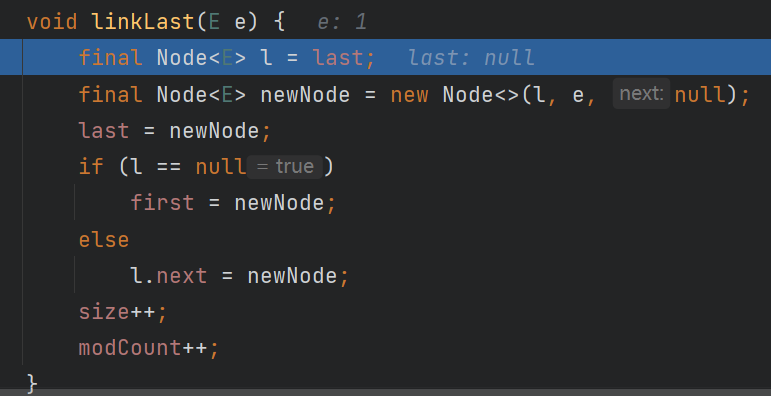 void linkLast(E e) {   e: 1
    final Node<E> l = last;   last: null
    final Node<E> newNode = new Node<>(l, e, next: null);
    last = newNode;
    if (l == null = true )
        first = newNode;
    else
        l.next = newNode;
    size++;
    modCount++;
}